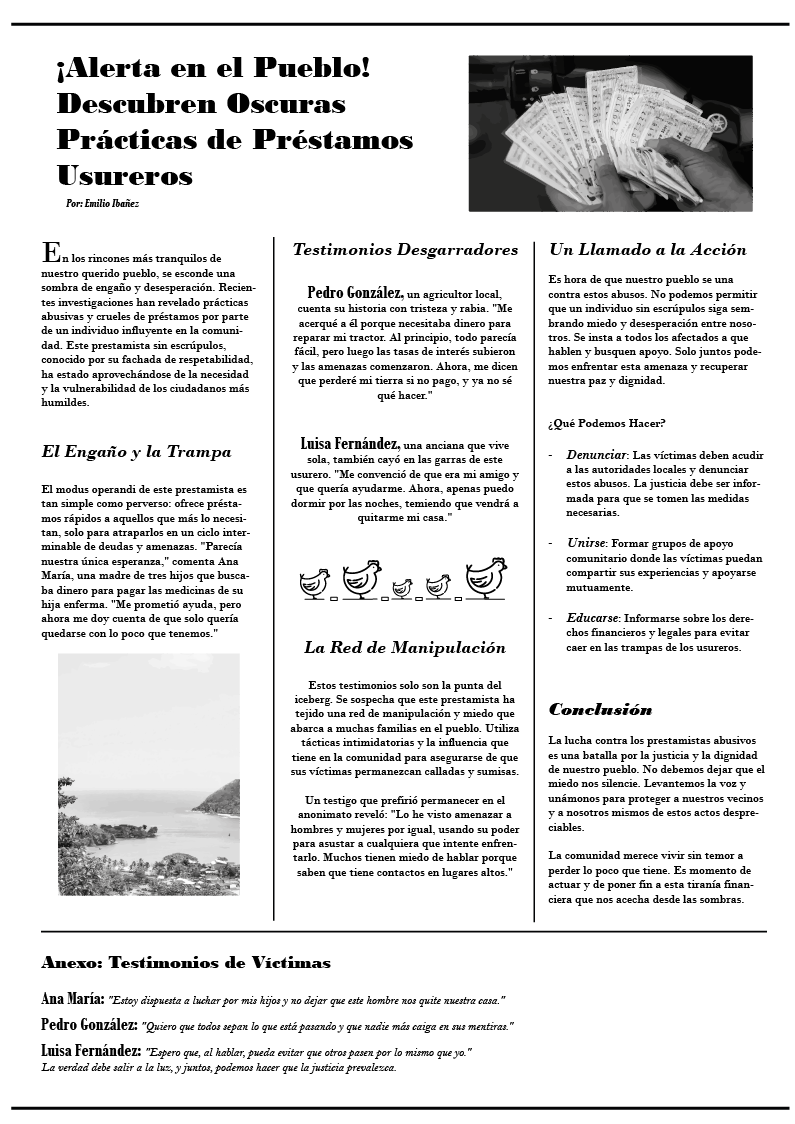 ¡Alerta en el Pueblo!
Descubren Oscuras
Prácticas de Préstamos
Usureros
Por: Emilio Ibañez
En los rincones más tranquilos de
nuestro querido pueblo, se esconde una
sombra de engaño y desesperación. Recien-
tes investigaciones han revelado prácticas
abusivas y crueles de préstamos por parte
de un individuo influyente en la comuni-
dad. Este prestamista sin escrúpulos,
conocido por su fachada de respetabilidad,
ha estado aprovechándose de la necesidad
y la vulnerabilidad de los ciudadanos más
humildes.
El Engaño y la Trampa
El modus operandi de este prestamista es
tan simple como perverso: ofrece présta-
mos rápidos a aquellos que más lo necesi-
tan, solo para atraparlos en un ciclo inter-
minable de deudas y amenazas. "Parecía
nuestra única esperanza," comenta Ana
María, una madre de tres hijos que busca-
ba dinero para pagar las medicinas de su
hija enferma. "Me prometió ayuda, pero
ahora me doy cuenta de que solo quería
quedarse con lo poco que tenemos."
Testimonios Desgarradores
Pedro González, un agricultor local,
cuenta su historia con tristeza y rabia. "Me
acerqué a él porque necesitaba dinero para
reparar mi tractor. Al principio, todo parecía
fácil, pero luego las tasas de interés subieron
y las amenazas comenzaron. Ahora, me dicen
que perderé mi tierra si no pago, y ya no sé
qué hacer."
Luisa Fernández, una anciana que vive
sola, también cayó en las garras de este
usurero. "Me convenció de que era mi amigo y
que quería ayudarme. Ahora, apenas puedo
dormir por las noches, temiendo que vendrá a
quitarme mi casa."
La Red de Manipulación
Estos testimonios solo son la punta del
iceberg. Se sospecha que este prestamista ha
tejido una red de manipulación y miedo que
abarca a muchas familias en el pueblo. Utiliza
tácticas intimidatorias y la influencia que
tiene en la comunidad para asegurarse de que
sus víctimas permanezcan calladas y sumisas.
Un testigo que prefirió permanecer en el
anonimato reveló: "Lo he visto amenazar a
hombres y mujeres por igual, usando su poder
para asustar a cualquiera que intente enfren-
tarlo. Muchos tienen miedo de hablar porque
saben que tiene contactos en lugares altos."
Un Llamado a la Acción
Es hora de que nuestro pueblo se una
contra estos abusos. No podemos permitir
que un individuo sin escrúpulos siga sem-
brando miedo y desesperación entre noso-
tros. Se insta a todos los afectados a que
hablen y busquen apoyo. Solo juntos pode-
mos enfrentar esta amenaza y recuperar
nuestra paz y dignidad.
¿Qué Podemos Hacer?
- Denunciar: Las víctimas deben acudir
a las autoridades locales y denunciar
estos abusos. La justicia debe ser infor-
mada para que se tomen las medidas
necesarias.
- Unirse: Formar grupos de apoyo
comunitario donde las víctimas puedan
compartir sus experiencias y apoyarse
mutuamente.
- Educarse: Informarse sobre los dere-
chos financieros y legales para evitar
caer en las trampas de los usureros.
Conclusión
La lucha contra los prestamistas abusivos
es una batalla por la justicia y la dignidad
de nuestro pueblo. No debemos dejar que el
miedo nos silencie. Levantemos la voz y
unámonos para proteger a nuestros vecinos
y a nosotros mismos de estos actos despre-
ciables.
La comunidad merece vivir sin temor a
perder lo poco que tiene. Es momento de
actuar y de poner fin a esta tiranía finan-
ciera que nos acecha desde las sombras.
Anexo: Testimonios de Víctimas
Ana María: "Estoy dispuesta a luchar por mis hijos y no dejar que este hombre nos quite nuestra casa."
Pedro González: "Quiero que todos sepan lo que está pasando y que nadie más caiga en sus mentiras."
Luisa Fernández: "Espero que, al hablar, pueda evitar que otros pasen por lo mismo que yo."
La verdad debe salir a la luz, y juntos, podemos hacer que la justicia prevalezca.